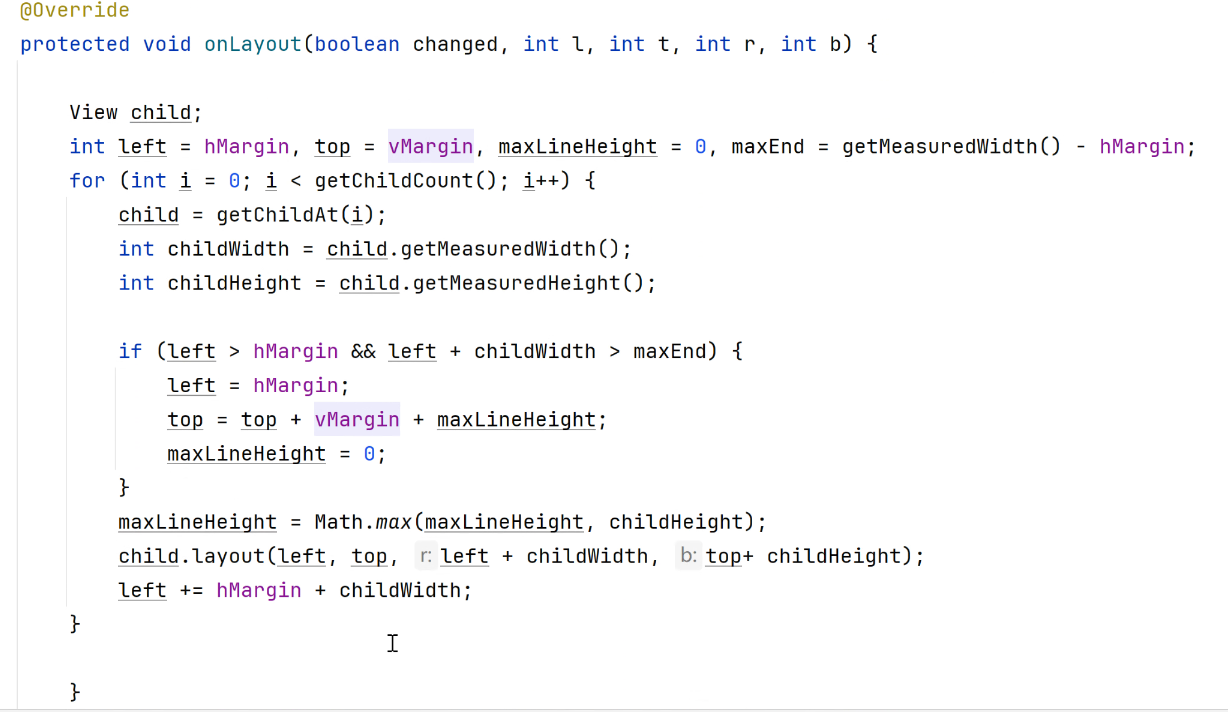 @Override
protected void onLayout(boolean changed, int l, int t, int r, int b) {
View child;
int left = hMargin, top = vMargin, maxLineHeight = 0, maxEnd = getMeasuredWidth() - hMargin;
for (int i = 0; i < getChildCount(); i++) {
child = getChildAt(i);
int childWidth = child.getMeasuredWidth();
int childHeight = child.getMeasuredHeight();
if (left > hMargin && left + childWidth > maxEnd) {
left = hMargin;
top = top + vMargin + maxLineHeight;
maxLineHeight = 0;
}
maxLineHeight = Math.max(maxLineHeight, childHeight);
child.layout(left, top, r: left + childWidth, b: top+ childHeight);
left += hMargin + childWidth;
}
}